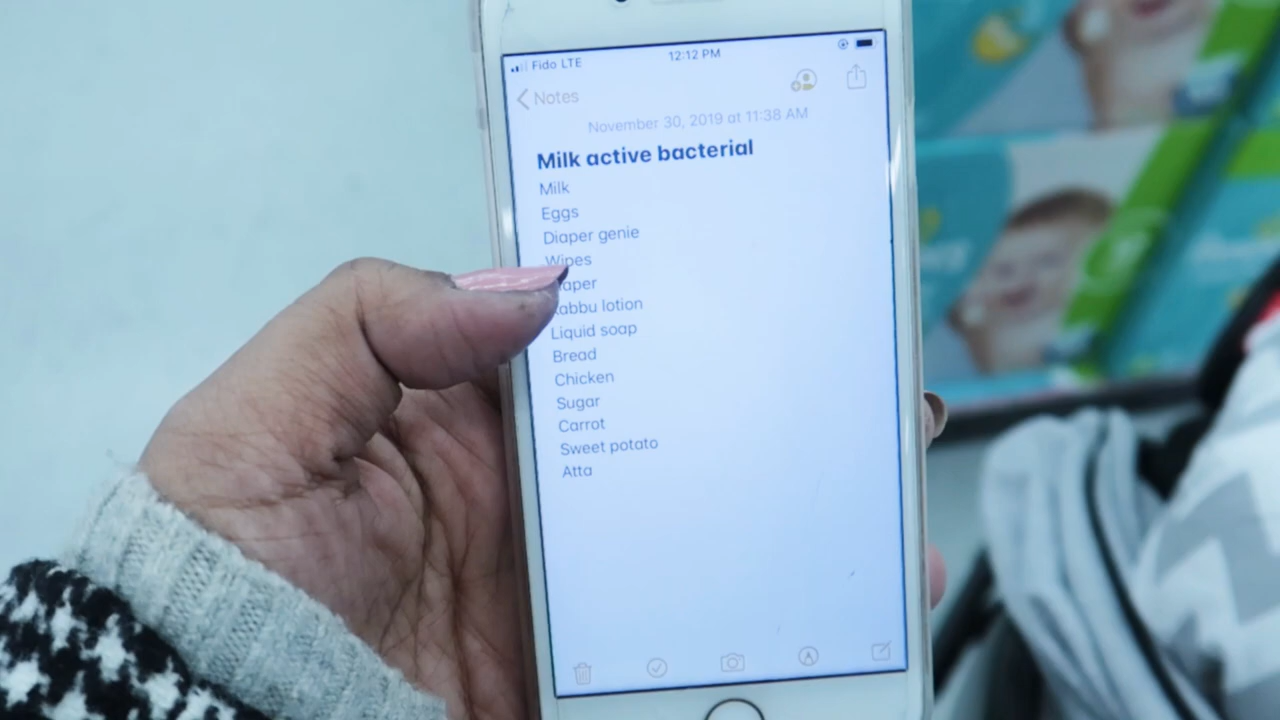 Fido LTE 12:12 PM
Notes
November 30, 2019 at 11:38 AM
Milk active bacterial
Milk
Eggs
Diaper genie
Wipes
lotion
Liquid soap
Bread
Chicken
Sugar
Carrot
Sweet potato
Atta